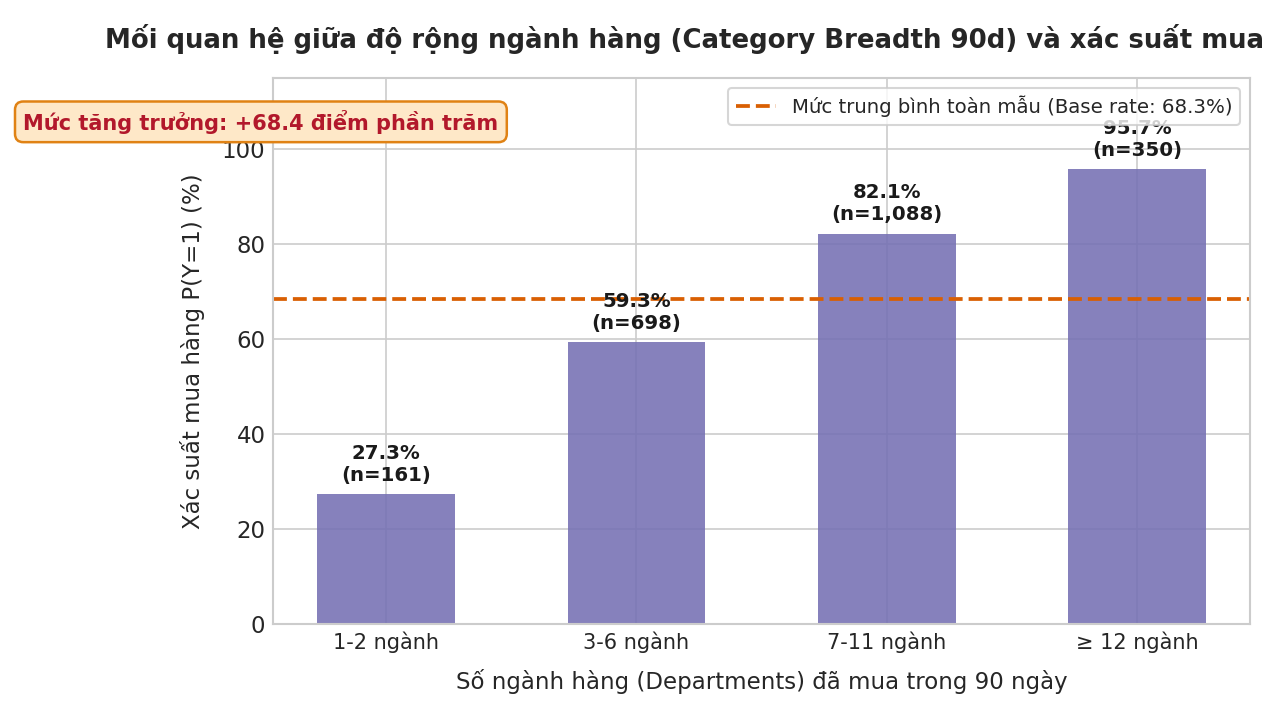 Mối quan hệ giữa độ rộng ngành hàng (Category Breadth 90d) và xác suất mua
Mức tăng trưởng: +68.4 điểm phần trăm
Mức trung bình toàn mẫu (Base rate: 68.3%)
95.7%
(n=350)
82.1%
(n=1,088)
59.3%
(n=698)
27.3%
(n=161)
Xác suất mua hàng P(Y=1) (%)
100
80
60
40
20
0
1-2 ngành
3-6 ngành
7-11 ngành
≥ 12 ngành
Số ngành hàng (Departments) đã mua trong 90 ngày